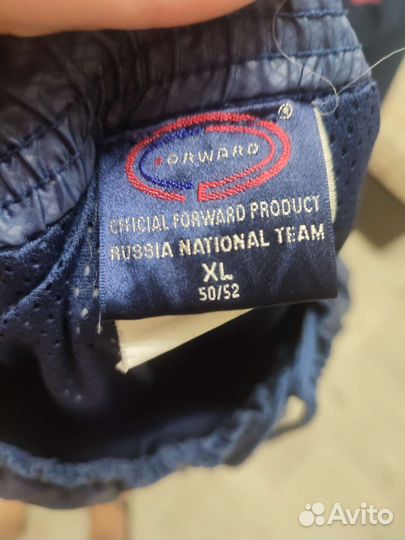 ®
FORWARD
OFFICIAL FORWARD PRODUCT
RUSSIA NATIONAL TEAM
XL
50/52
Avito